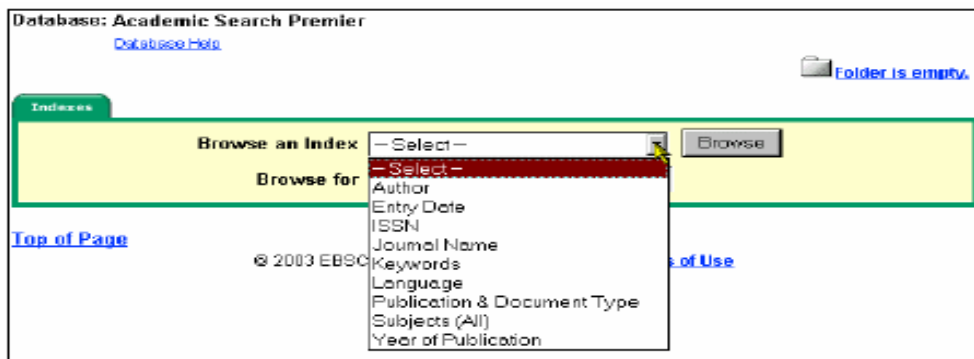 Database: Academic Search Premier
Database Help
Folder is empty.
Indexes
Browse an Index – Select – Browse
– Select –
Browse for
Author
Entry Date
ISSN
Journal Name
Top of Page
© 2003 EBSC s of Use
Keywords
Language
Publication & Document Type
Subjects (All)
Year of Publication